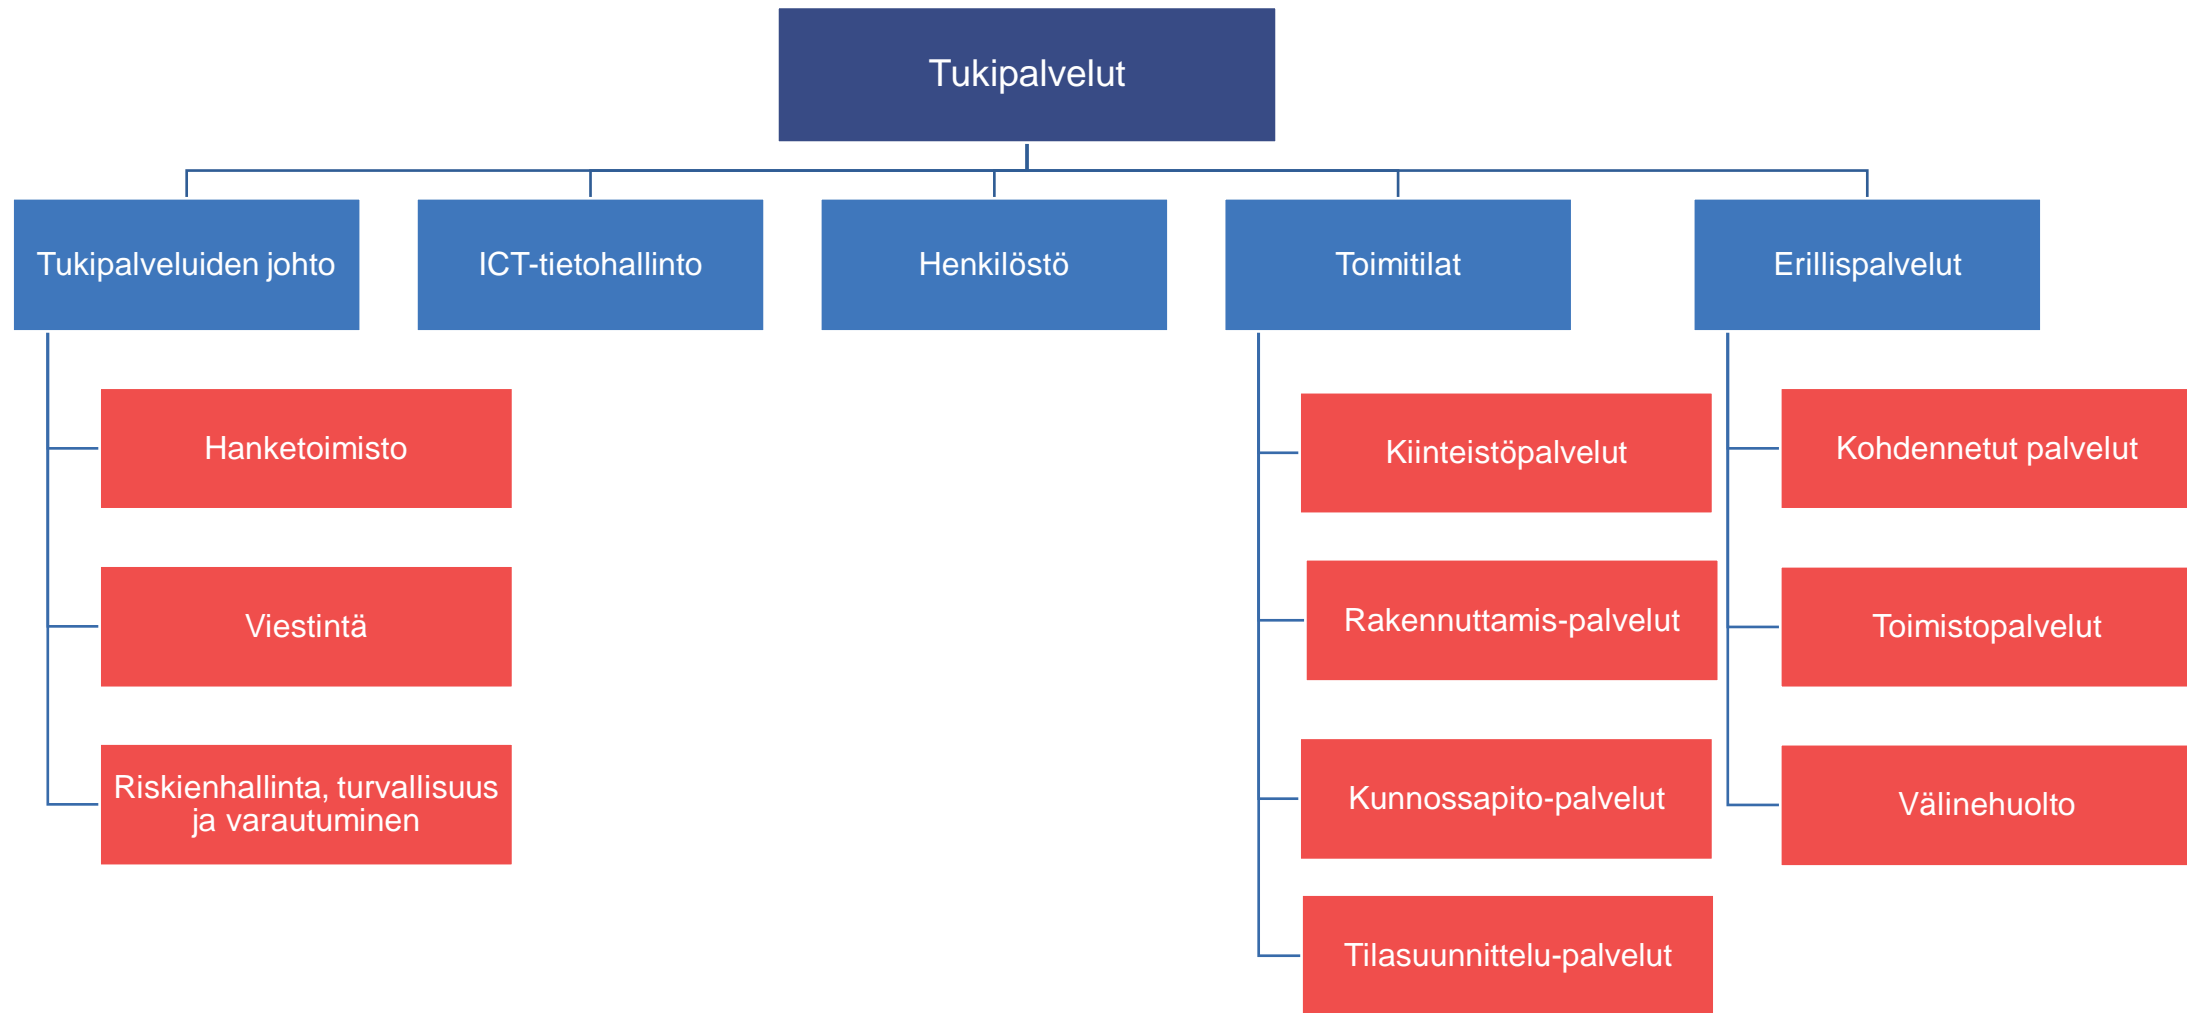 Tukipalvelut
Tukipalveluiden johto
ICT-tietohallinto
Henkilöstö
Toimitilat
Erillispalvelut
Hanketoimisto
Viestintä
Riskienhallinta, turvallisuus
ja varautuminen
Kiinteistöpalvelut
Rakennuttamis-palvelut
Kunnossapito-palvelut
Tilasuunnittelu-palvelut
Kohdennetut palvelut
Toimistopalvelut
Välinehuolto